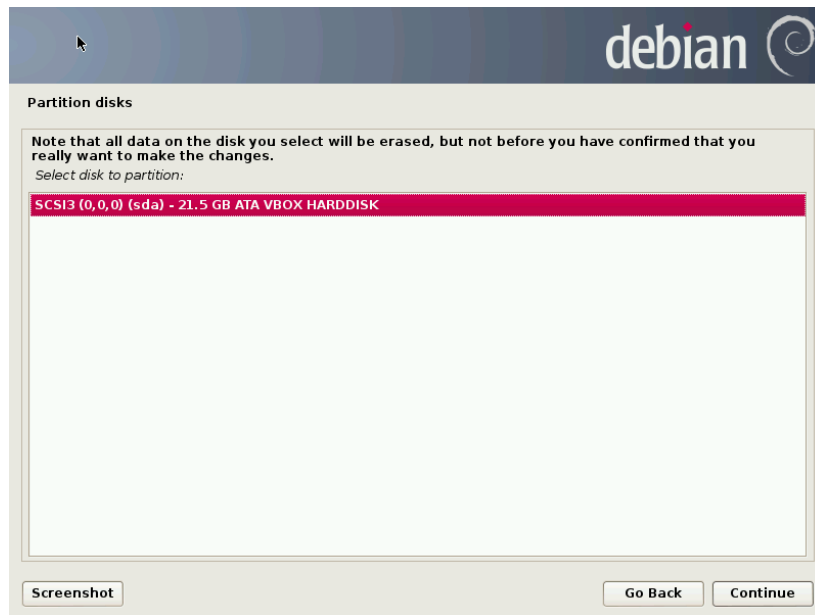 debian
Partition disks
Note that all data on the disk you select will be erased, but not before you have confirmed that you
really want to make the changes.
Select disk to partition:
SCSI3 (0,0,0) (sda) - 21.5 GB ATA VBOX HARDDISK
Screenshot
Go Back
Continue